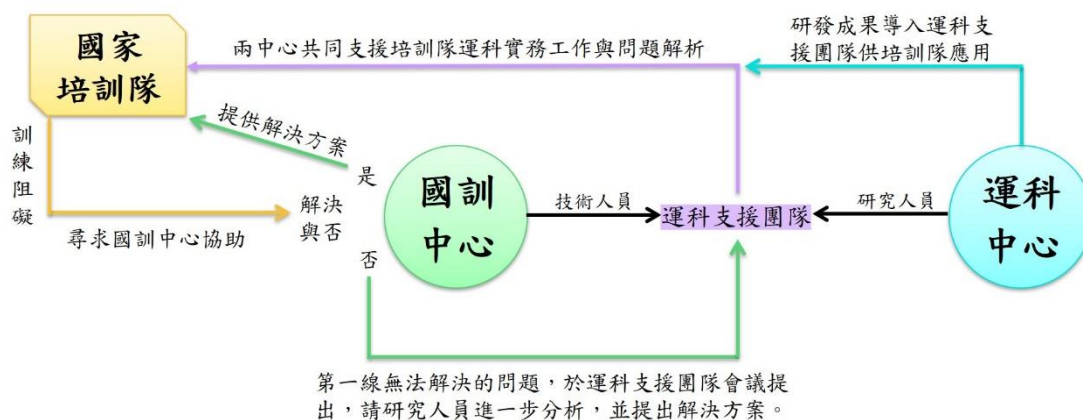 國家
培訓隊
兩中心共同支援培訓隊運科實務工作與問題解析
研發成果導入運科支
援團隊供培訓隊應用
提供解決方案
訓練阻礙
是
解決
與否
否
尋求國訓中心協助
國訓
中心
技術人員
運科支援團隊
研究人員
運科
中心
第一線無法解決的問題，於運科支援團隊會議提
出，請研究人員進一步分析，並提出解決方案。